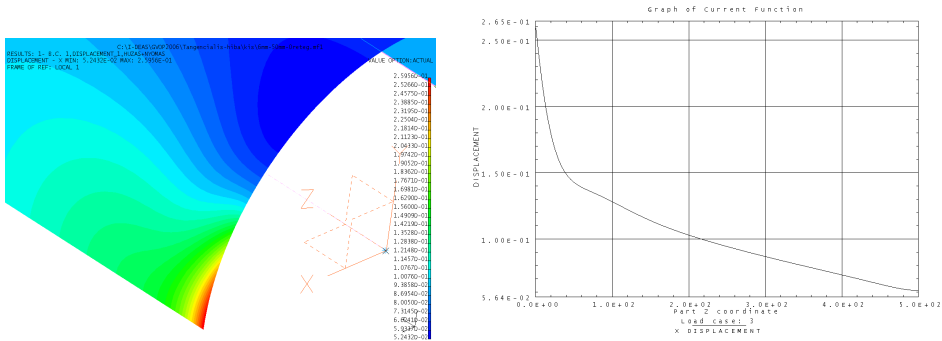 RESULTS: 1- B.C. 1,DISPLACEMENT_1,HUZAS+NYOMAS
DISPLACEMENT - X MIN: 5.2432E-02 MAX: 2.5956E-01
VALUE OPTION:ACTUAL
FRAME OF REF: LOCAL 1
2.5956D-01
2.5266D-01
2.4575D-01
2.3885D-01
2.3195D-01
2.2504D-01
2.1814D-01
2.1123D-01
2.0433D-01
1.9742D-01
1.9052D-01
1.8362D-01
1.7671D-01
1.6981D-01
1.6290D-01
1.5600D-01
1.4909D-01
1.4219D-01
1.3528D-01
1.2838D-01
1.2148D-01
1.1457D-01
1.0767D-01
1.0076D-01
9.3858D-02
8.6954D-02
8.0050D-02
7.3145D-02
6.6241D-02
5.9337D-02
5.2432D-02
Z
X
Graph of Current Function
2.65E-01
2.50E-01
2.00E-01
1.50E-01
1.00E-01
5.64E-02
DISPLACEMENT
0.0E+00
1.0E+02
2.0E+02
3.0E+02
4.0E+02
5.0E+02
Part Z coordinate
Load case: 3
X DISPLACEMENT